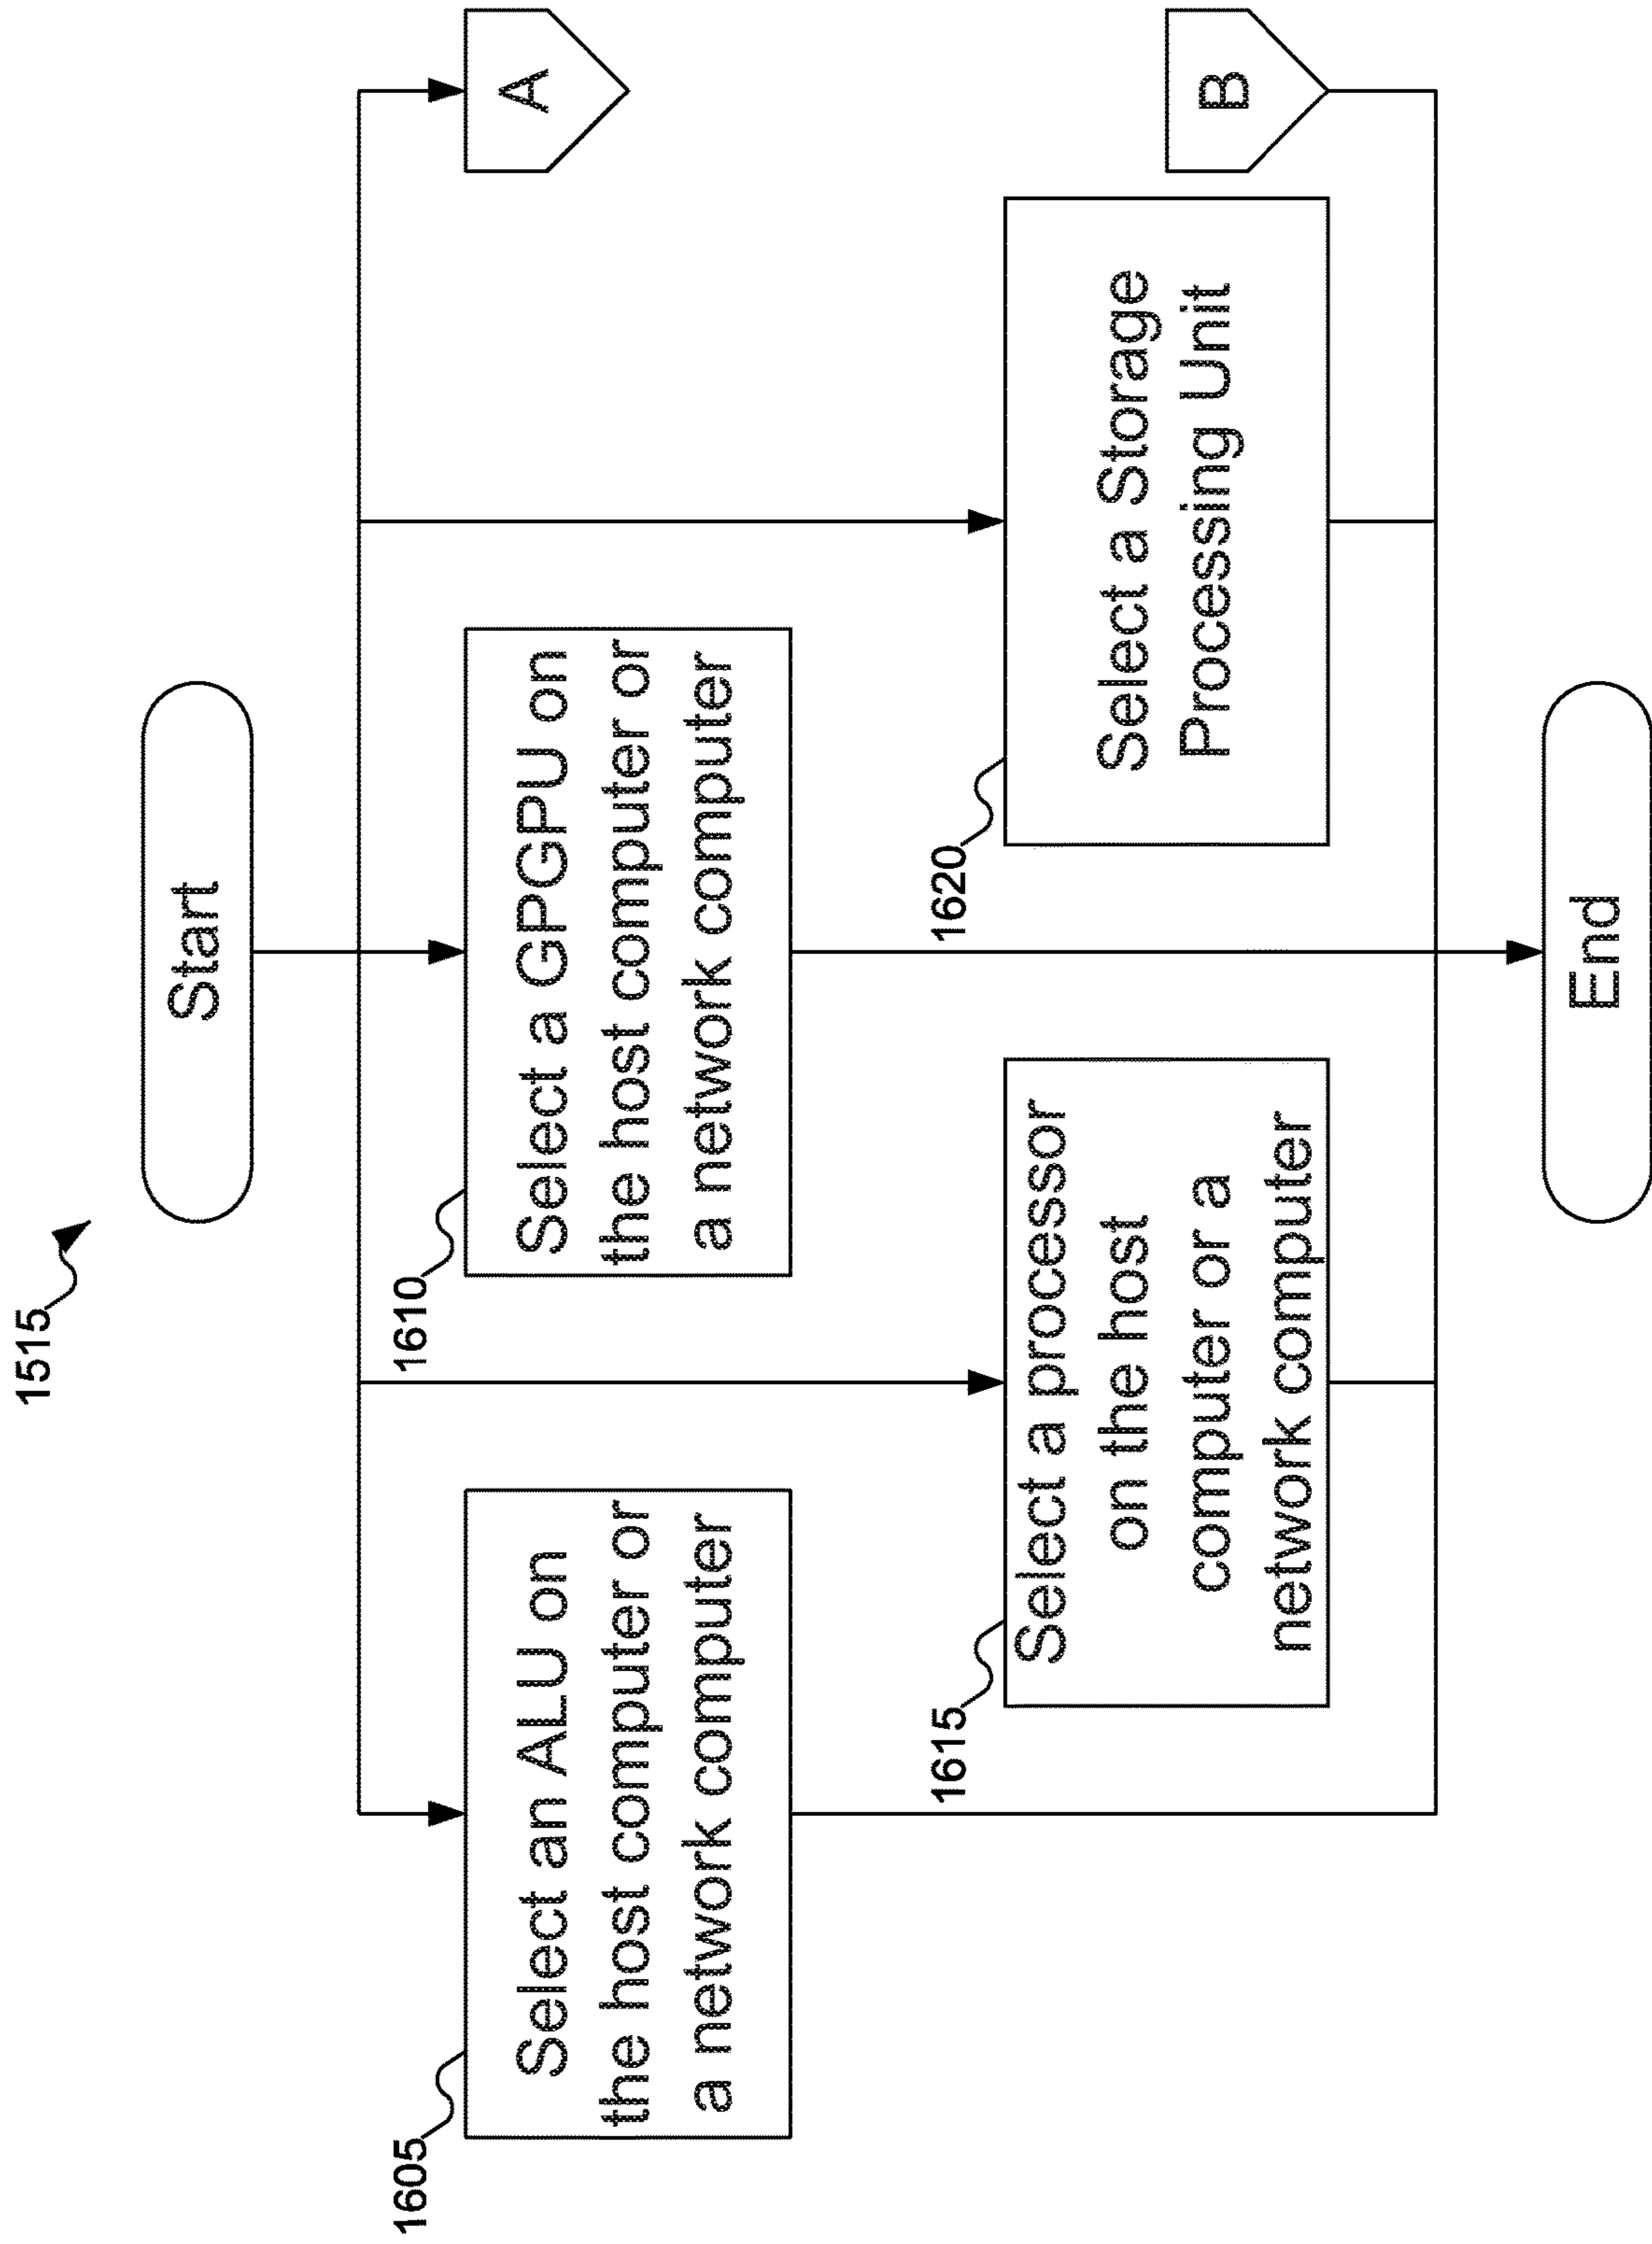 1515
Start
1605
Select an ALU on
the host computer or
a network computer
1610
Select a GPGPU on
the host computer or
a network computer
A
1615
Select a processor
on the host
computer or a
network computer
1620
Select a Storage
Processing Unit
B
End